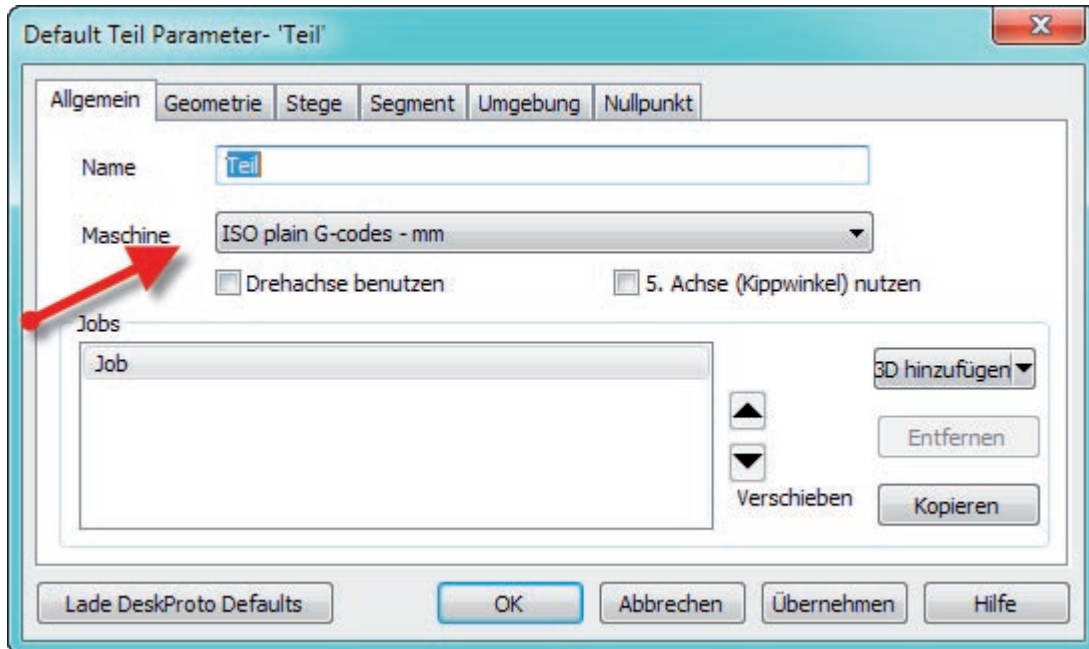 Default Teil Parameter- 'Teil'
Allgemein Geometrie Stege Segment Umgebung Nullpunkt
Name Teil
Maschine ISO plain G-codes - mm
Drehachse benutzen 5. Achse (Kippwinkel) nutzen
Jobs
Job
3D hinzufügen
Entfernen
Verschieben Kopieren
Lade DeskProto Defaults OK Abbrechen Übernehmen Hilfe